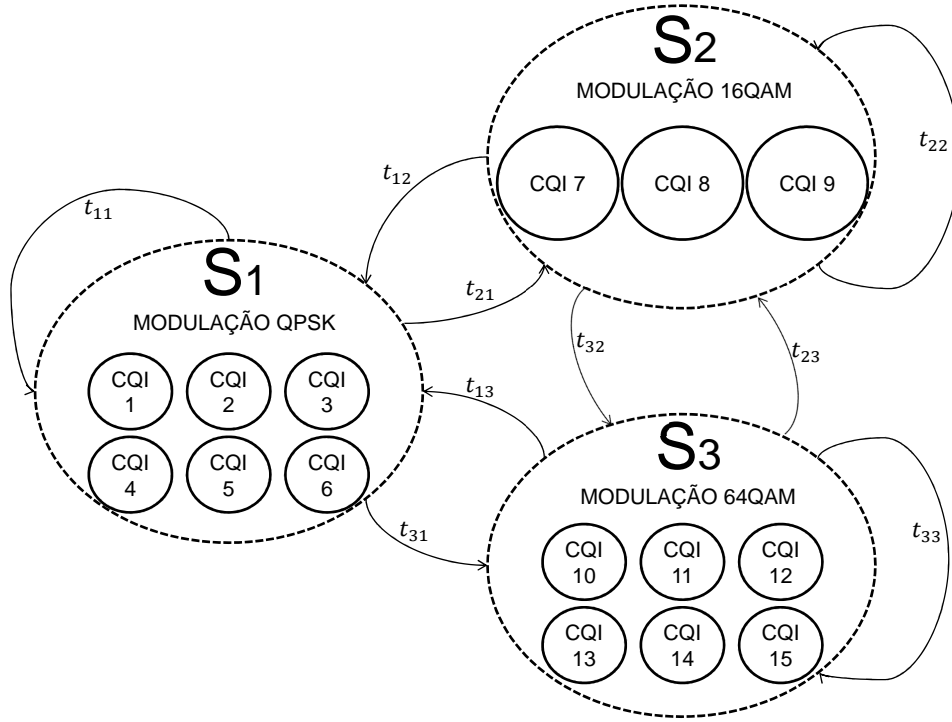 S2
MODULAÇÃO 16QAM
CQI 7
CQI 8
CQI 9
t22
t12
t11
S1
MODULAÇÃO QPSK
t21
CQI
1
CQI
2
CQI
3
CQI
4
CQI
5
CQI
6
t32
t23
t13
t31
S3
MODULAÇÃO 64QAM
CQI
10
CQI
11
CQI
12
CQI
13
CQI
14
CQI
15
t33